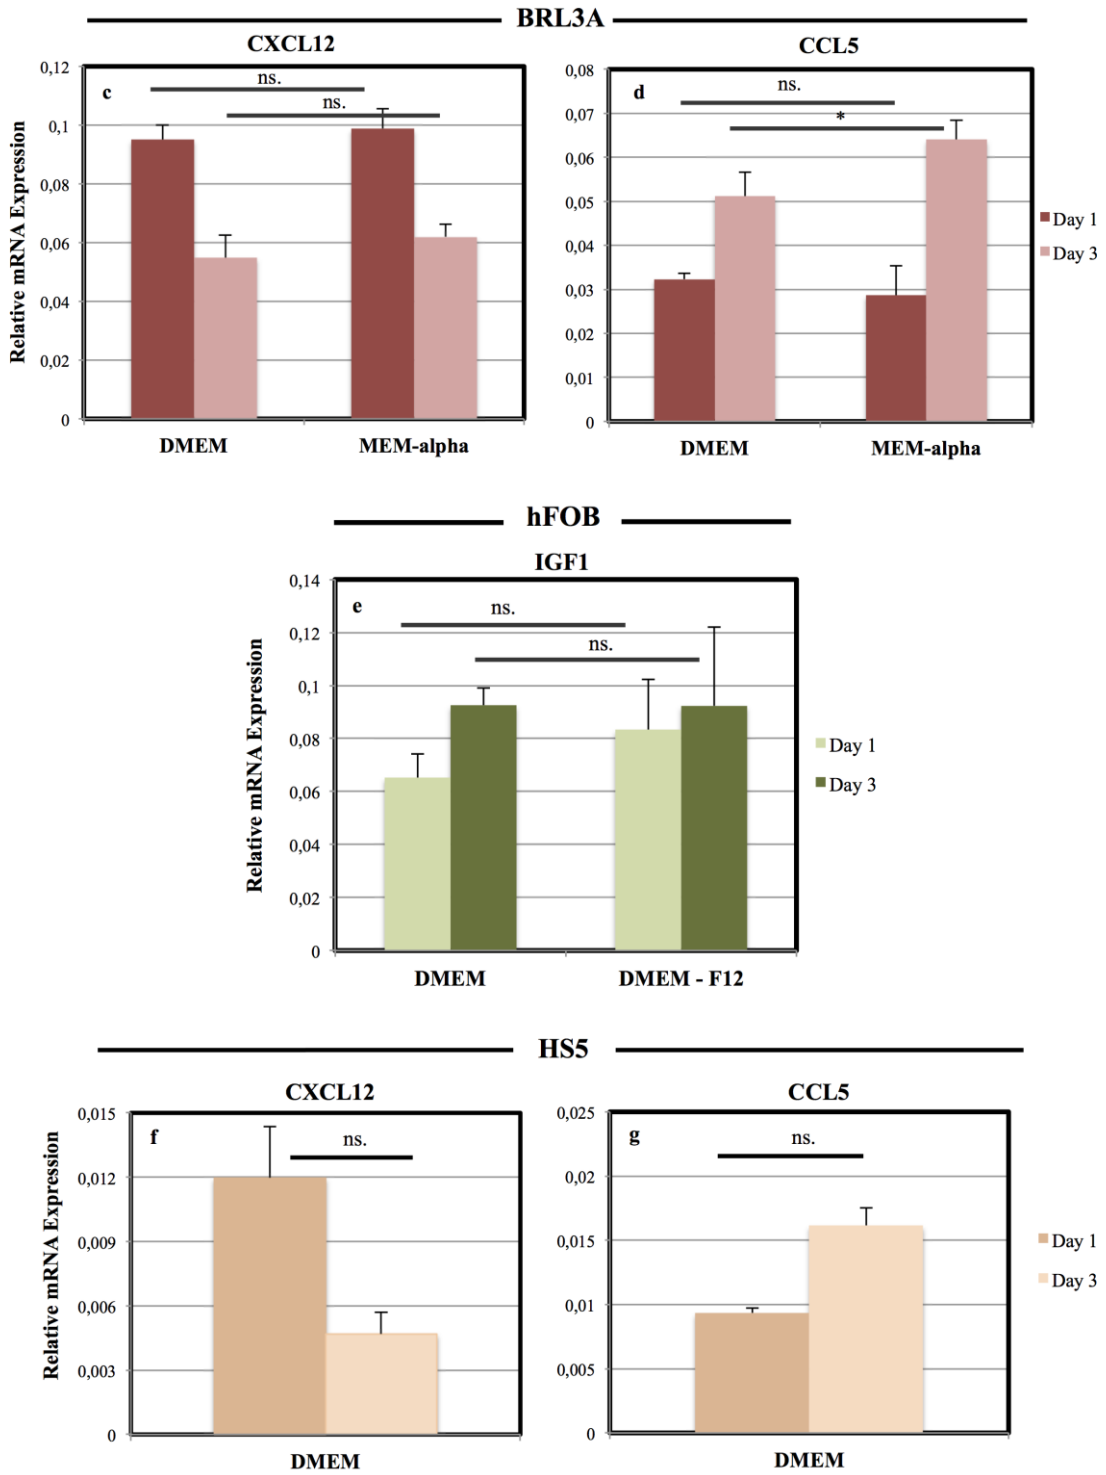 BRL3A
CXCL12
c
ns.
ns.
0,12
0,1
0,08
0,06
0,04
0,02
0
Relative mRNA Expression
DMEM
MEM-alpha
CCL5
d
ns.
*
0,08
0,07
0,06
0,05
0,04
0,03
0,02
0,01
0
DMEM
MEM-alpha
Day 1
Day 3
hFOB
IGF1
e
ns.
ns.
0,14
0,12
0,1
0,08
0,06
0,04
0,02
0
Relative mRNA Expression
DMEM
DMEM - F12
Day 1
Day 3
HS5
CXCL12
f
ns.
0,015
0,012
0,009
0,006
0,003
0
Relative mRNA Expression
DMEM
CCL5
g
ns.
0,025
0,02
0,015
0,01
0,005
0
DMEM
Day 1
Day 3